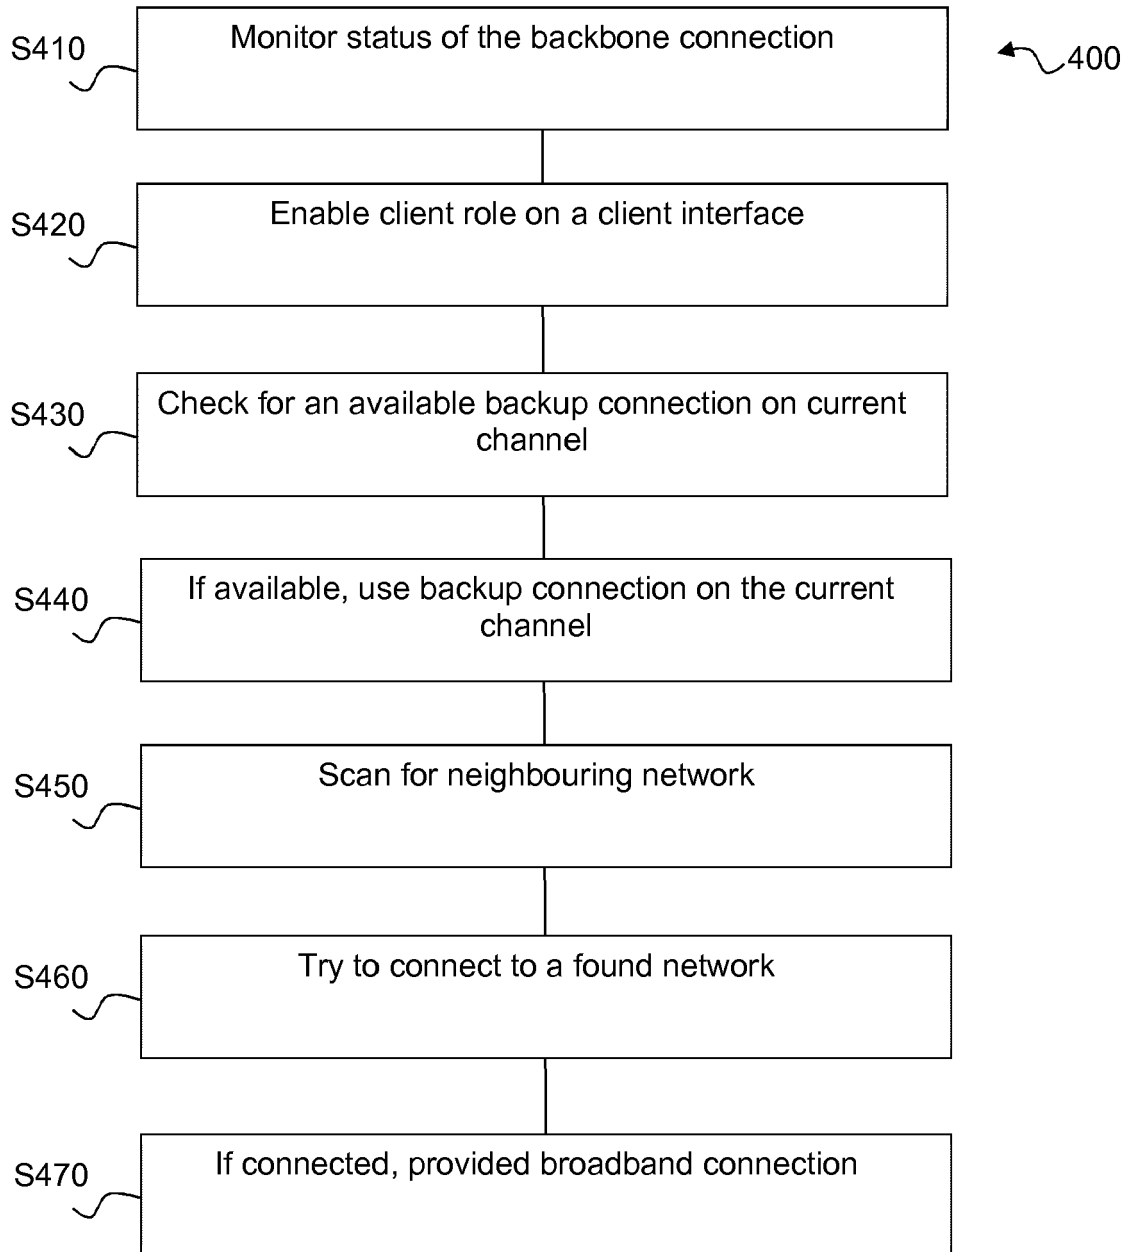 S410
Monitor status of the backbone connection
400
S420
Enable client role on a client interface
S430
Check for an available backup connection on current
channel
S440
If available, use backup connection on the current
channel
S450
Scan for neighbouring network
S460
Try to connect to a found network
S470
If connected, provided broadband connection